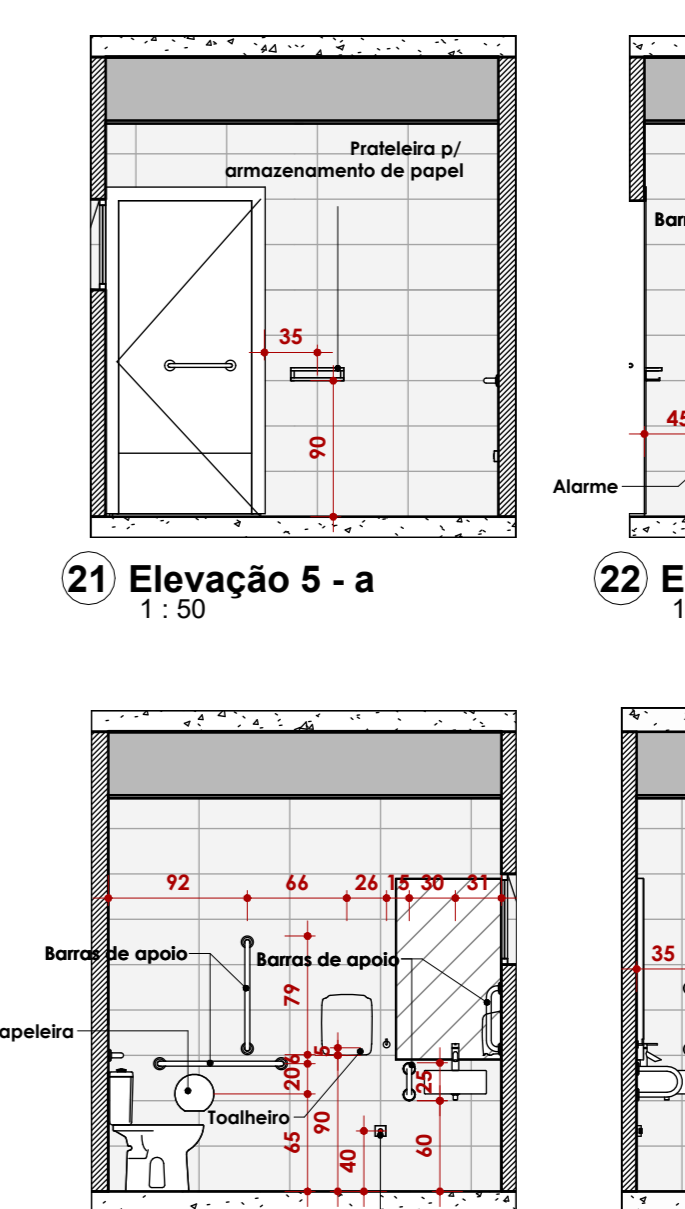 Prateleira p/
armazenamento de papel
35
90
21 Elevação 5 - a
1 : 50
Barr
45
Alarme
22 E
1
92 66 26 15 30 31
Barras de apoio
Barras de apoio
79
apeleira
6
5
20
25
Toalheiro
65
90
40
60
35